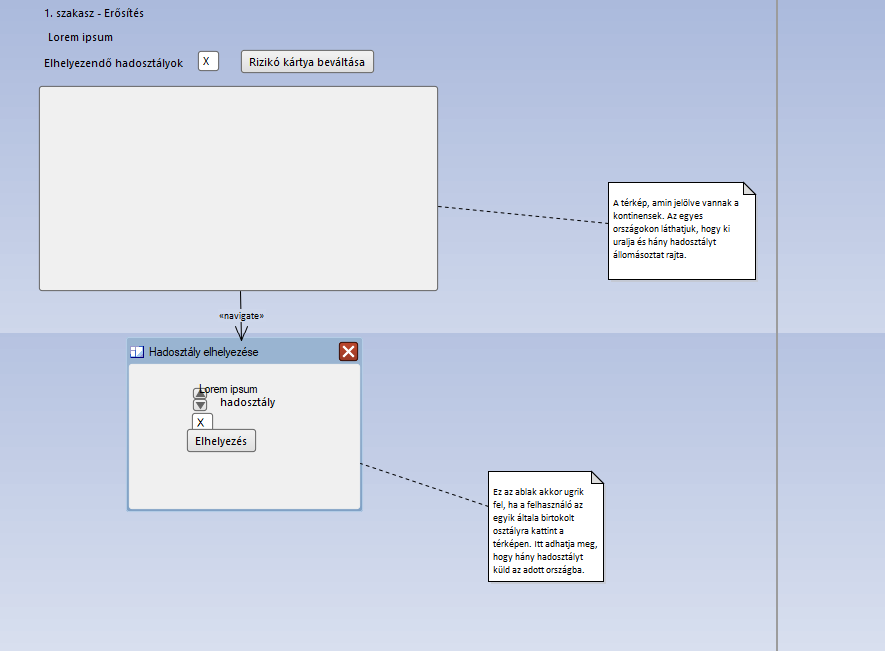 1. szakasz - Erősítés
Lorem ipsum
Elhelyezendő hadosztályok X Rizikó kártya beváltása
A térkép, amin jelölve vannak a
kontinensek. Az egyes
országokon láthatjuk, hogy ki
uralja és hány hadosztályt
állomásoztat rajta.
«navigate»
Hadosztály elhelyezése
Lorem ipsum
hadosztály
X
Elhelyezés
Ez az ablak akkor ugrik
fel, ha a felhasználó az
egyik általa birtokolt
osztályra kattint a
térképen. Itt adhatja meg,
hogy hány hadosztályt
küld az adott országba.